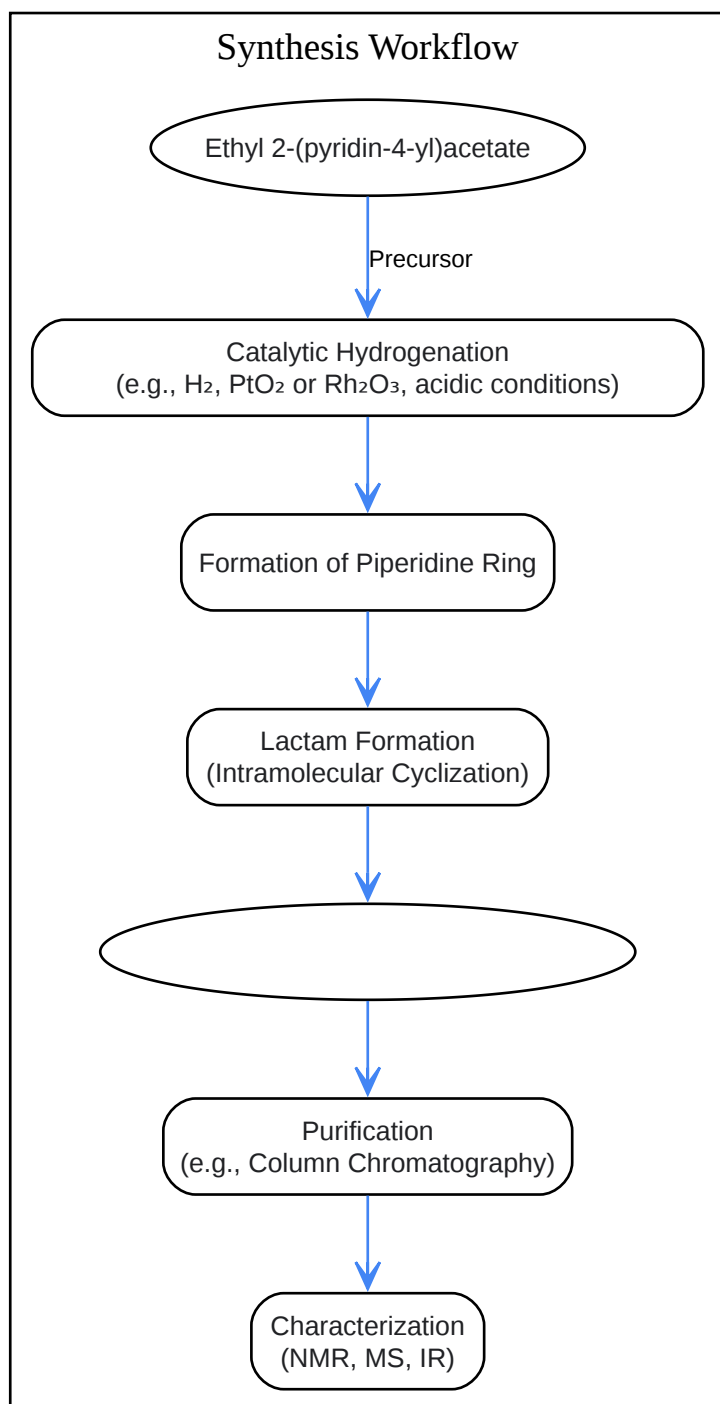 Synthesis Workflow
Ethyl 2-(pyridin-4-yl)acetate
Precursor
Catalytic Hydrogenation
(e.g., H₂, PtO₂ or Rh₂O₃, acidic conditions)
Formation of Piperidine Ring
Lactam Formation
(Intramolecular Cyclization)
Purification
(e.g., Column Chromatography)
Characterization
(NMR, MS, IR)